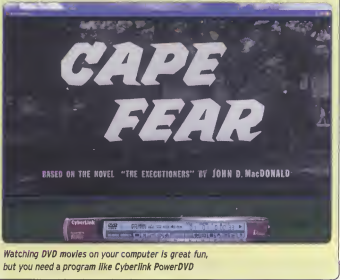 CAPE
FEAR
BASED ON THE NOVEL "THE EXECUTIONERS" BY JOHN D. MacDONALD
CyberLink
Watching DVD movies on your computer is great fun,
but you need a program like Cyberlink PowerDVD